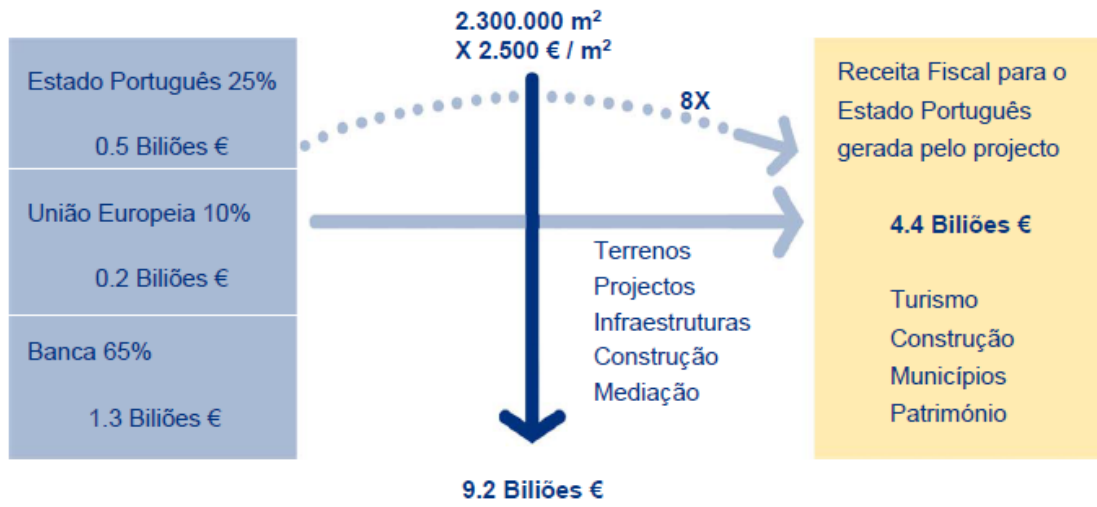 2.300.000 m²
X 2.500 € / m²
Estado Português 25%
0.5 Biliões €
União Europeia 10%
0.2 Biliões €
Banca 65%
1.3 Biliões €
8X
Terrenos
Projectos
Infraestruturas
Construção
Mediação
9.2 Biliões €
Receita Fiscal para o
Estado Português
gerada pelo projecto
4.4 Biliões €
Turismo
Construção
Municípios
Património